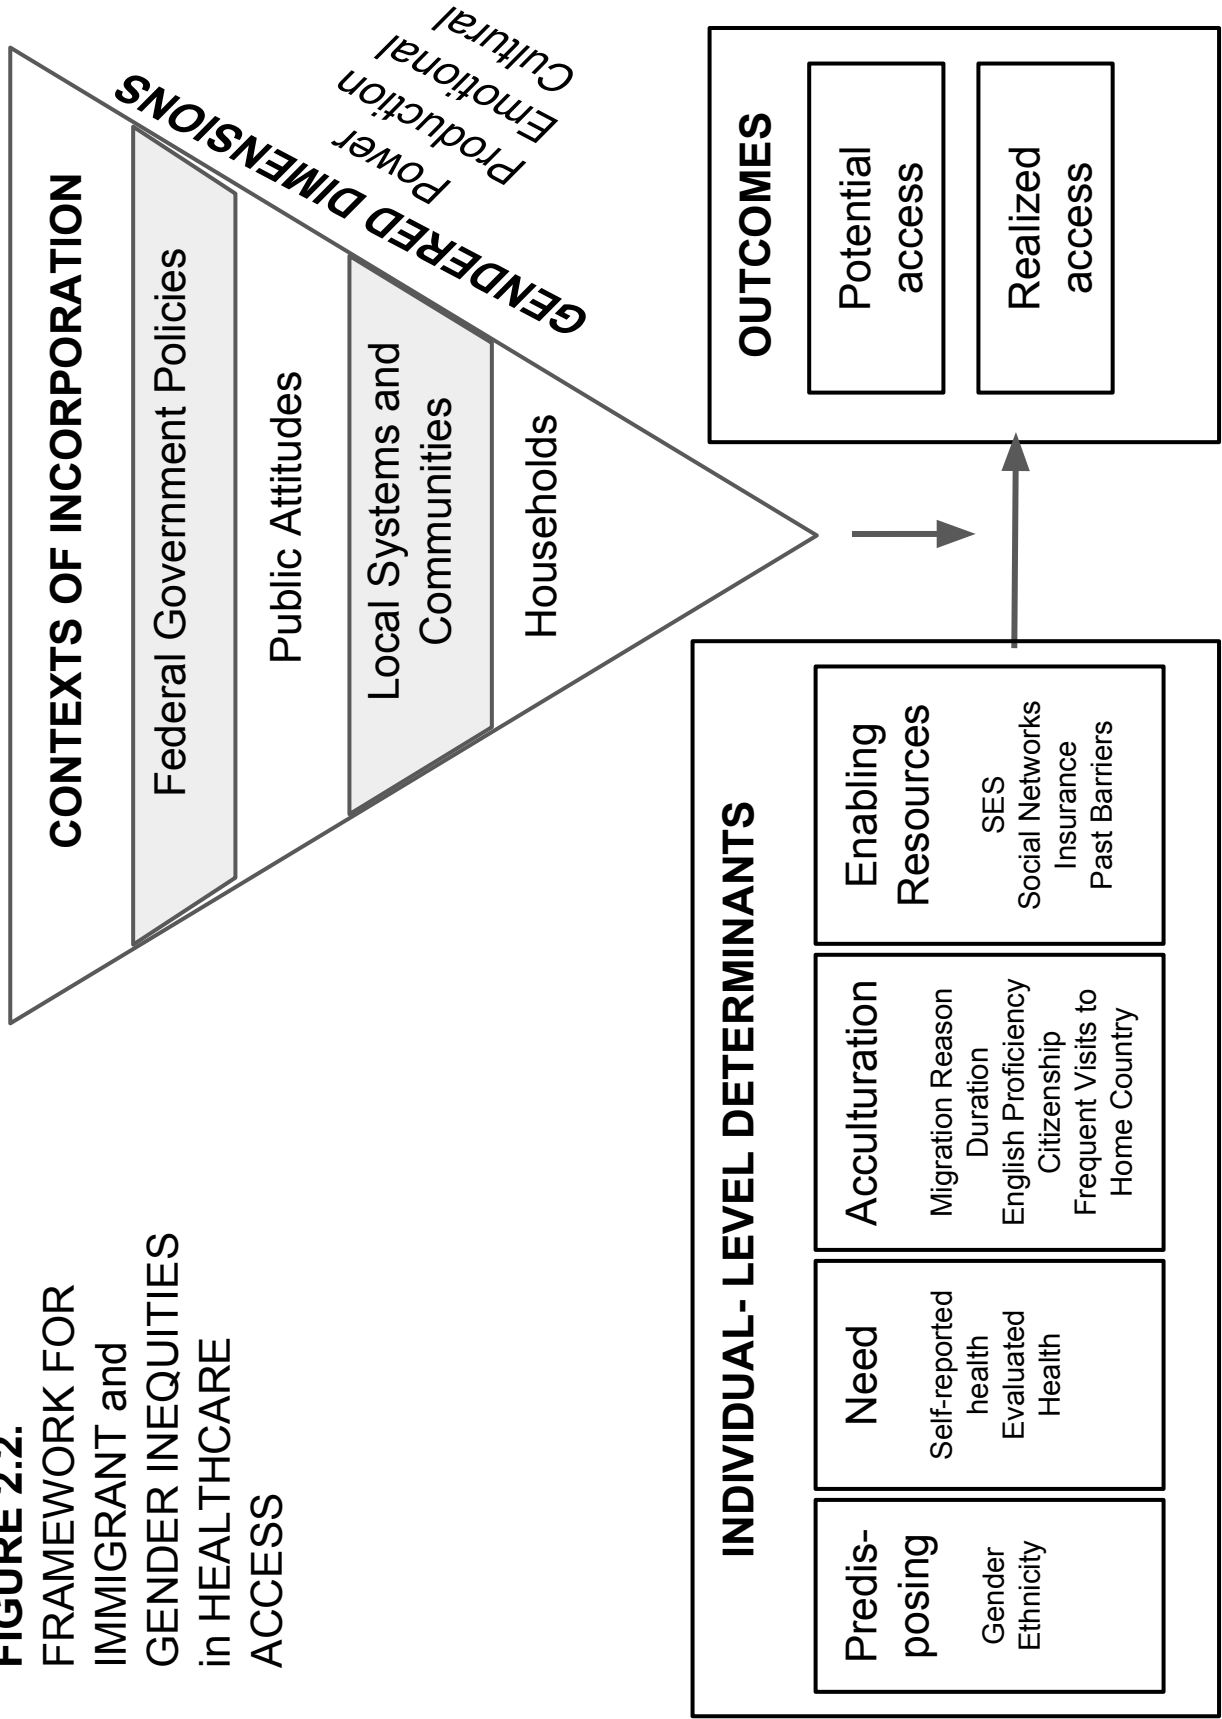 FIGURE 2.2.
FRAMEWORK FOR
IMMIGRANT and
GENDER INEQUITIES
in HEALTHCARE
ACCESS
CONTEXTS OF INCORPORATION
Federal Government Policies
Public Attitudes
Local Systems and
Communities
Households
GENDERED DIMENSIONS
Power
Production
Emotional
Cultural
INDIVIDUAL- LEVEL DETERMINANTS
Predis-
posing
Gender
Ethnicity
Need
Self-reported
health
Evaluated
Health
Acculturation
Migration Reason
Duration
English Proficiency
Citizenship
Frequent Visits to
Home Country
Enabling
Resources
SES
Social Networks
Insurance
Past Barriers
OUTCOMES
Potential
access
Realized
access